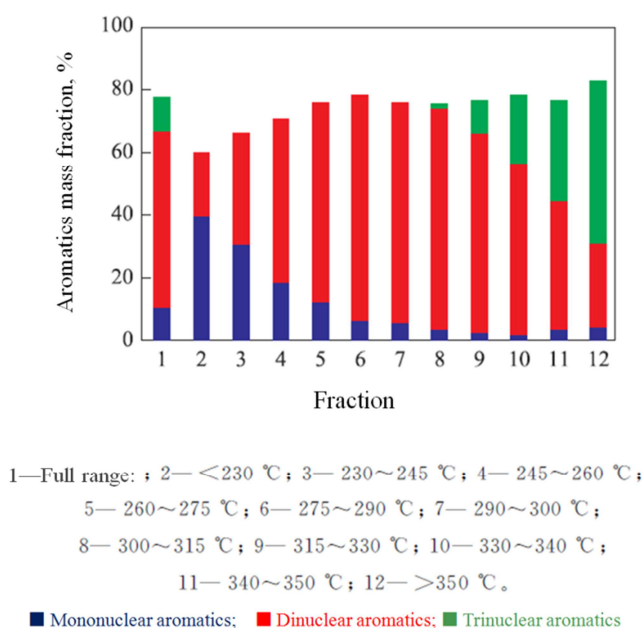 Aromatics mass fraction, %
100
80
60
40
20
0
1 2 3 4 5 6 7 8 9 10 11 12
Fraction
1—Full range: ；2— <230 ℃；3— 230～245 ℃；4— 245～260 ℃；
5— 260～275 ℃；6— 275～290 ℃；7— 290～300 ℃；
8— 300～315 ℃；9— 315～330 ℃；10— 330～340 ℃；
11— 340～350 ℃；12— >350 ℃。
Mononuclear aromatics; Dinuclear aromatics; Trinuclear aromatics